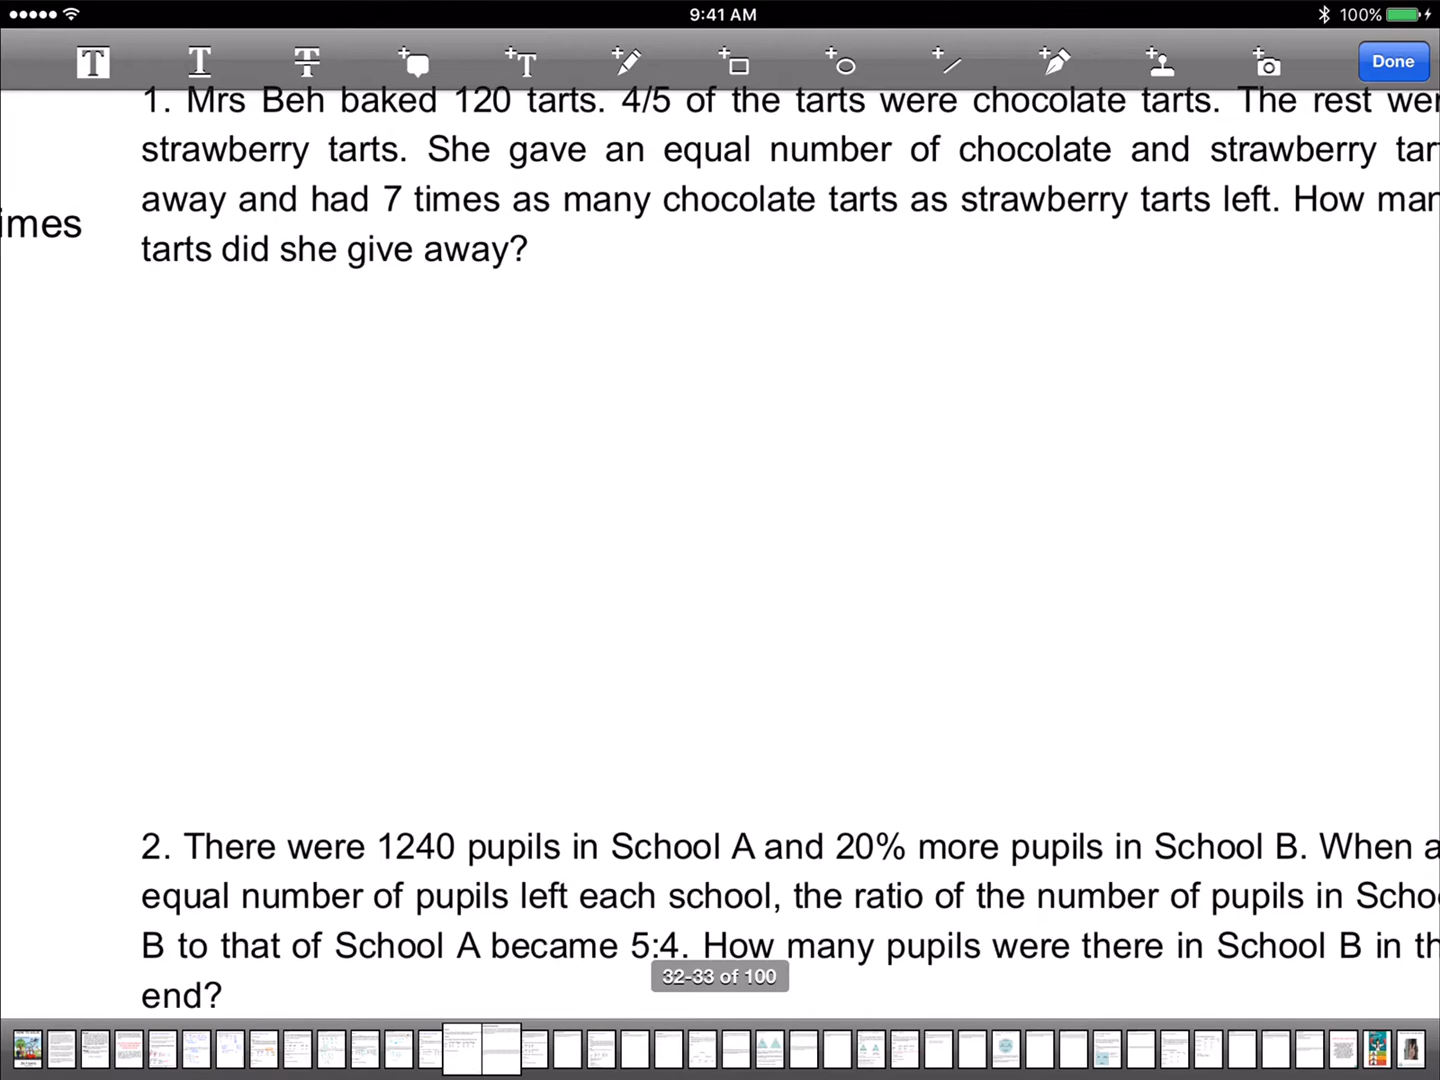 9:41 AM
100%
T T T T
Done
1. Mrs Beh baked 120 tarts. 4/5 of the tarts were chocolate tarts. The rest wer
strawberry tarts. She gave an equal number of chocolate and strawberry tar
away and had 7 times as many chocolate tarts as strawberry tarts left. How mar
tarts did she give away?
imes
2. There were 1240 pupils in School A and 20% more pupils in School B. When a
equal number of pupils left each school, the ratio of the number of pupils in Scho
B to that of School A became 5:4. How many pupils were there in School B in th
end?
32-33 of 100